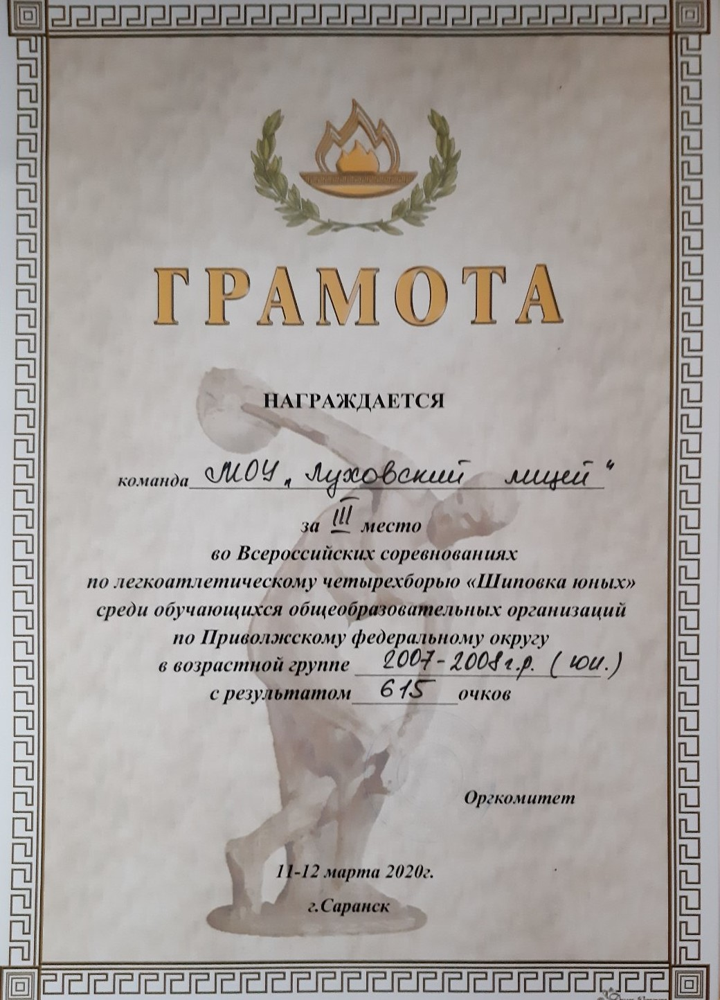 ГРАМОТА
НАГРАЖДАЕТСЯ
команда МОУ „Луховский лицей"
за III место
во Всероссийских соревнованиях
по легкоатлетическому четырехборью «Шиповка юных»
среди обучающихся общеобразовательных организаций
по Приволжскому федеральному округу
в возрастной группе 2007-2008 г.р. (юн.)
с результатом 615 очков
Оргкомитет
11-12 марта 2020г.
г.Саранск